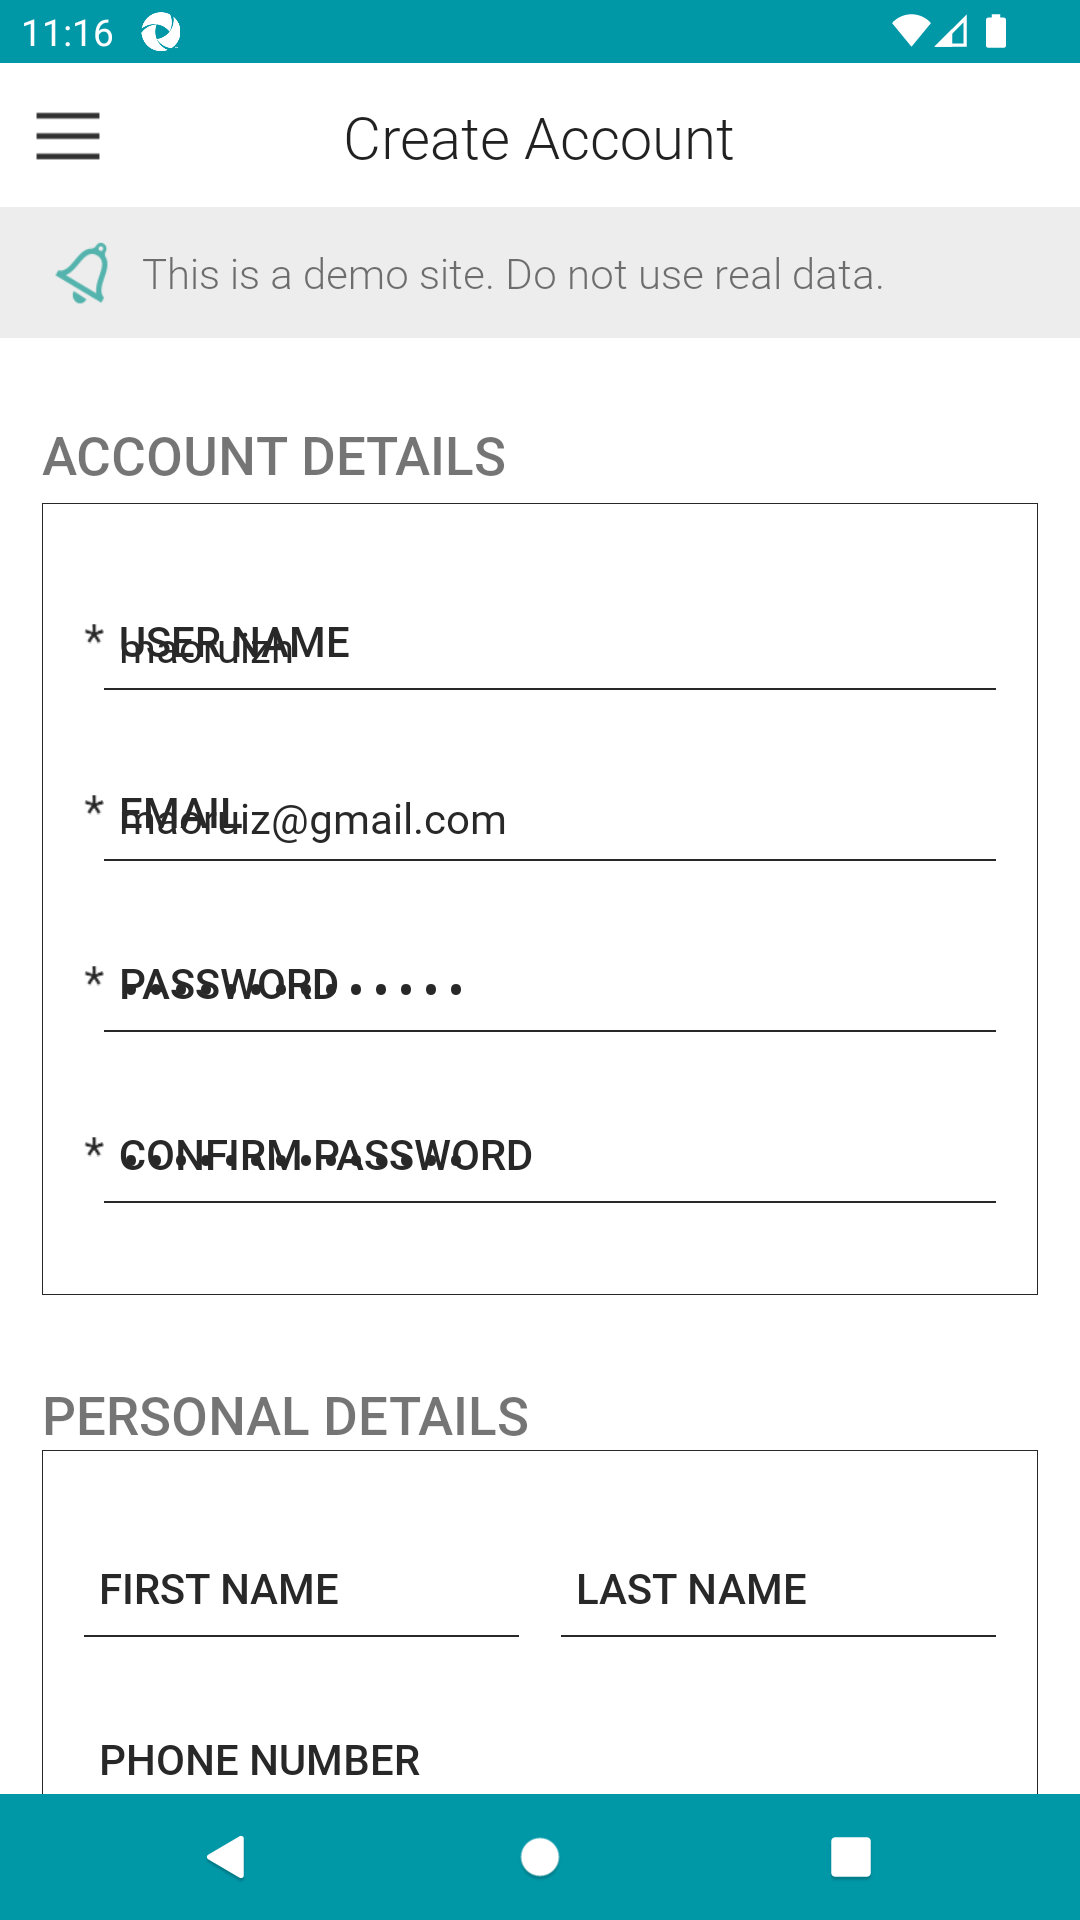 11:16
Create Account
This is a demo site. Do not use real data.
ACCOUNT DETAILS
* USER NAME
maoruizh
* EMAIL
maoruiz@gmail.com
* PASSWORD
••••••••••••••
* CONFIRM PASSWORD
••••••••••••••
PERSONAL DETAILS
FIRST NAME LAST NAME
PHONE NUMBER